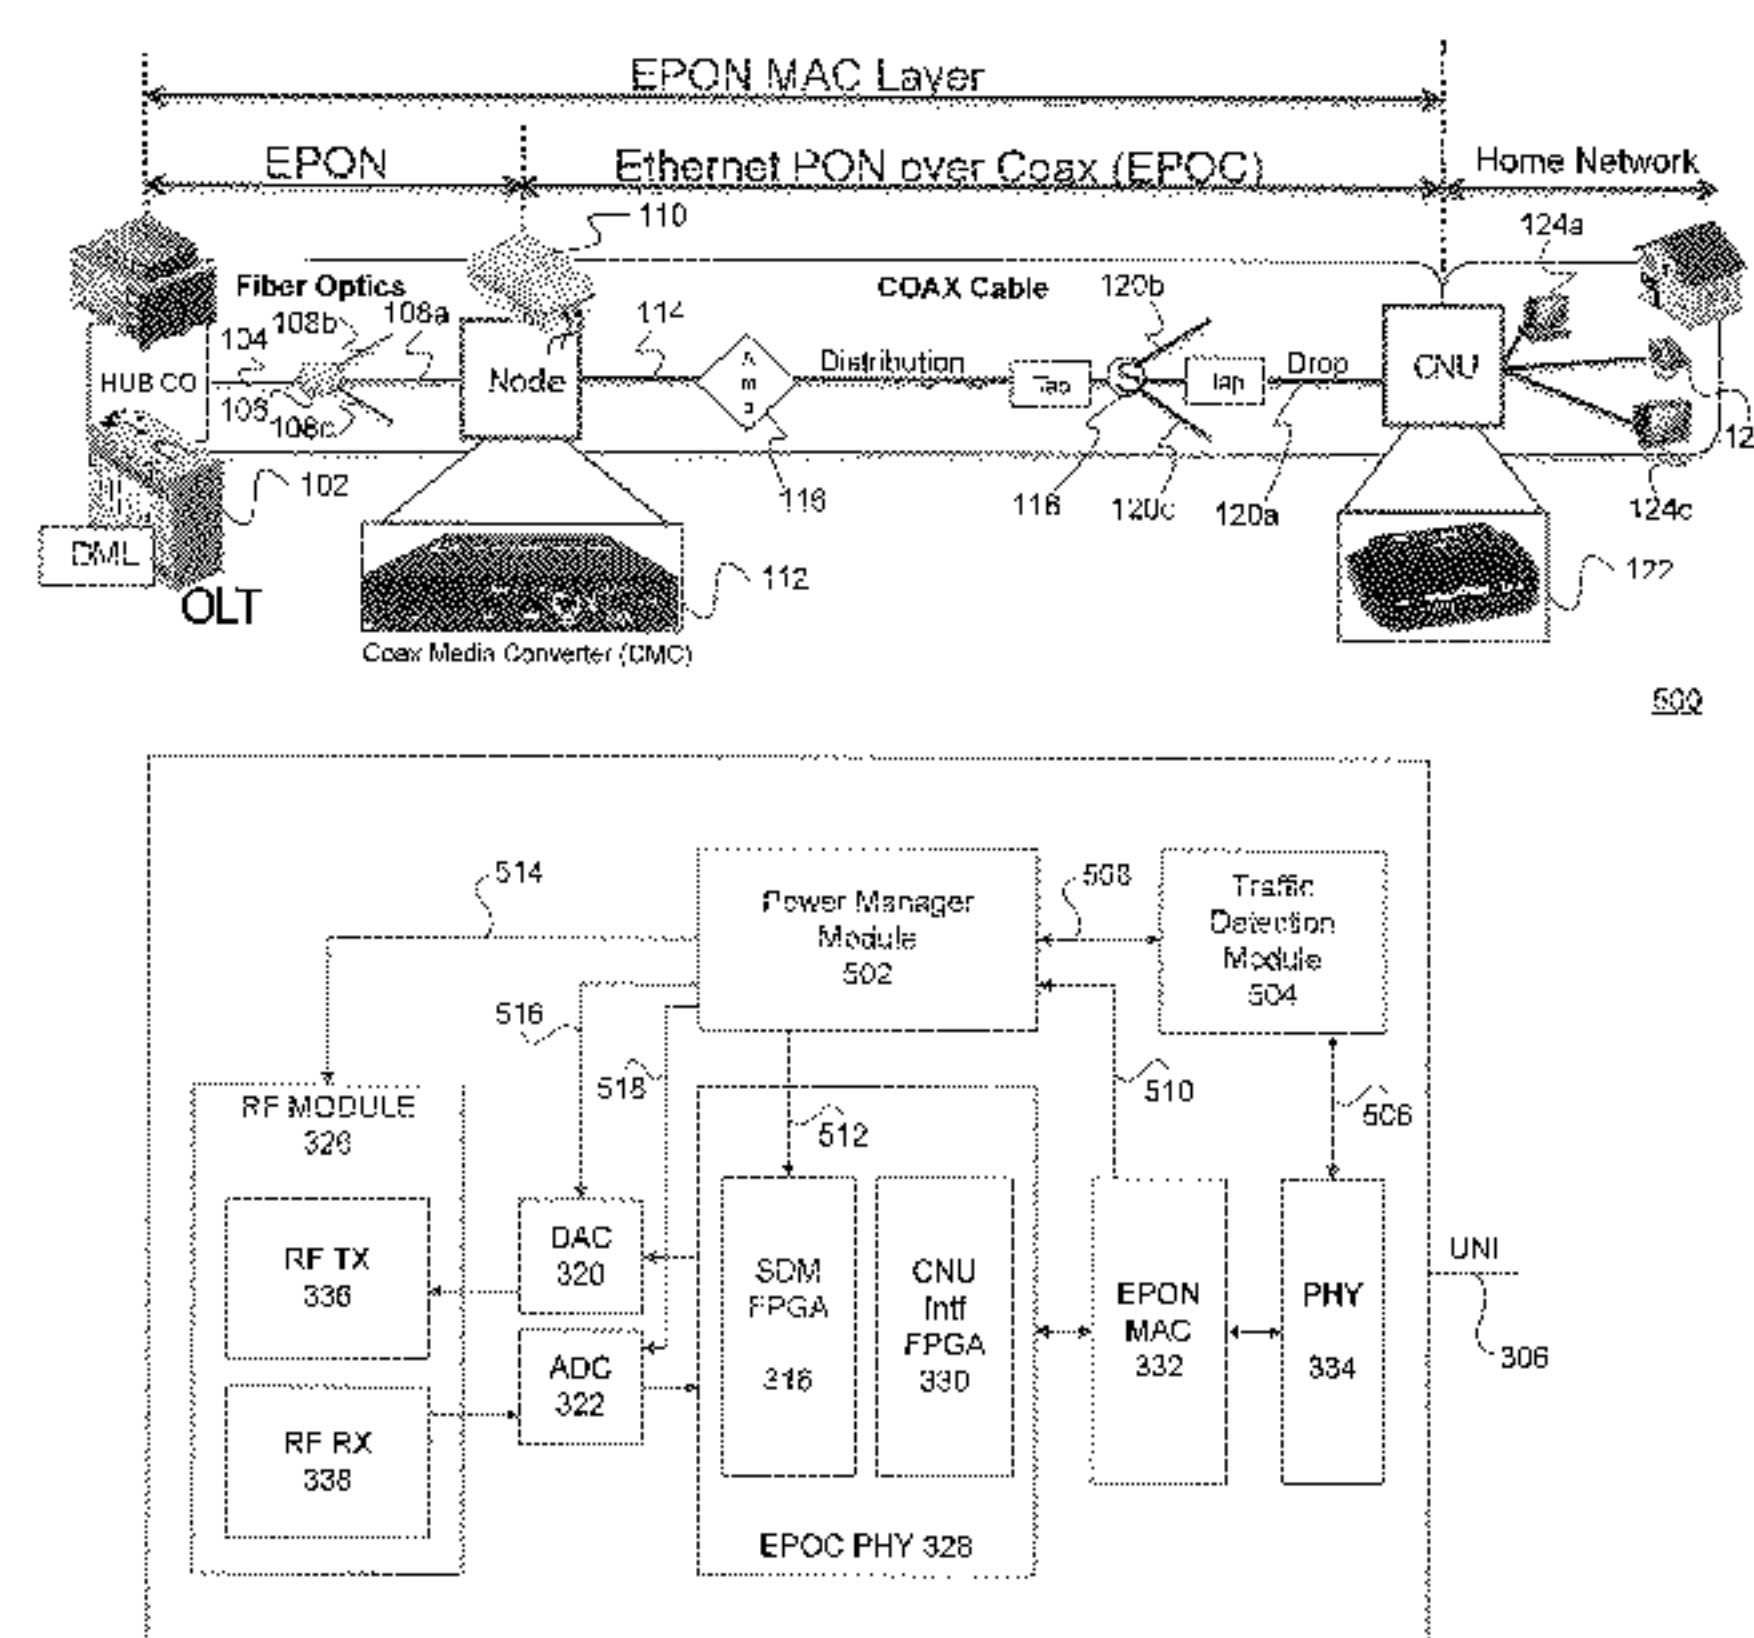 EPON MAC Layer
EPON
Ethernet PON over Coax (EPOC)
Home Network
110
124a
Fiber Optics
COAX Cable
120b
108b
108a
114
104
HUB CO
Node
Distribution
Tap
S
Tap
Drop
CNU
106
102
116
120c
120a
124c
DML
OLT
112
122
Coax Media Converter (CMC)
500
514
Power Manager
Module
502
508
Traffic
Detection
Module
504
516
518
510
506
512
RF MODULE
326
DAC
320
RF TX
336
SDM
FPGA
316
CNU
Intf
FPGA
330
EPON
MAC
332
PHY
334
UNI
306
ADC
322
RF RX
338
EPOC PHY 328